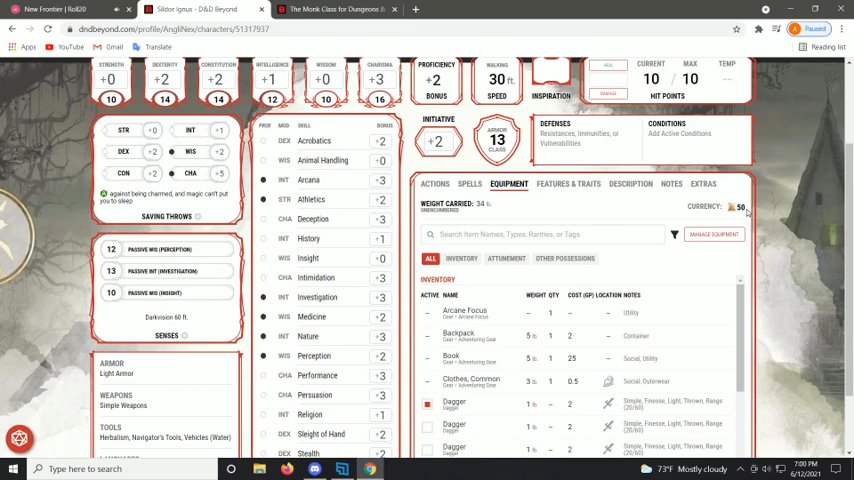 New Frontier | Roll20
Sildor Ignus - D&D Beyond
The Monk Class for Dungeons &
dndbeyond.com/profile/AngliNex/characters/51317937
Paused
Apps
YouTube
Gmail
Translate
Reading list
STRENGTH
DEXTERITY
CONSTITUTION
INTELLIGENCE
WISDOM
CHARISMA
PROFICIENCY
WALKING
HEAL
CURRENT
MAX
TEMP
+0
+2
+2
+1
+0
+3
+2
30 ft.
10 / 10
--
10
14
14
12
10
16
BONUS
SPEED
INSPIRATION
DAMAGE
HIT POINTS
STR +0
INT +1
DEX +2
WIS +2
CON +2
CHA +5
against being charmed, and magic can't put
you to sleep
SAVING THROWS
12 PASSIVE WIS (PERCEPTION)
13 PASSIVE INT (INVESTIGATION)
10 PASSIVE WIS (INSIGHT)
Darkvision 60 ft.
SENSES
ARMOR
Light Armor
WEAPONS
Simple Weapons
TOOLS
Herbalism, Navigator's Tools, Vehicles (Water)
LANGUAGES
PROF MOD SKILL BONUS
DEX Acrobatics +2
WIS Animal Handling +0
INT Arcana +3
STR Athletics +2
CHA Deception +3
INT History +1
WIS Insight +0
CHA Intimidation +3
INT Investigation +3
WIS Medicine +2
INT Nature +3
WIS Perception +2
CHA Performance +3
CHA Persuasion +3
INT Religion +1
DEX Sleight of Hand +2
DEX Stealth +2
INITIATIVE
+2
ARMOR
13
CLASS
DEFENSES
Resistances, Immunities, or
Vulnerabilities
CONDITIONS
Add Active Conditions
ACTIONS SPELLS EQUIPMENT FEATURES & TRAITS DESCRIPTION NOTES EXTRAS
WEIGHT CARRIED: 34 lb.
UNENCUMBERED
CURRENCY: 50
Search Item Names, Types, Rarities, or Tags
MANAGE EQUIPMENT
ALL INVENTORY ATTUNEMENT OTHER POSSESSIONS
INVENTORY
ACTIVE NAME WEIGHT QTY COST (GP) LOCATION NOTES
-- Arcane Focus -- 1 -- -- Utility
Gear • Arcane Focus
-- Backpack 5 lb. 1 2 -- Container
Gear • Adventuring Gear
-- Book 5 lb. 1 25 -- Social, Utility
Gear • Adventuring Gear
-- Clothes, Common 3 lb. 1 0.5 Social, Outerwear
Gear • Adventuring Gear
Dagger 1 lb. -- 2 Simple, Finesse, Light, Thrown, Range
Dagger (20/60)
Dagger 1 lb. -- 2 Simple, Finesse, Light, Thrown, Range
Dagger (20/60)
Dagger 1 lb. -- 2 Simple, Finesse, Light, Thrown, Range
Type here to search
73°F Mostly cloudy
7:00 PM
6/12/2021